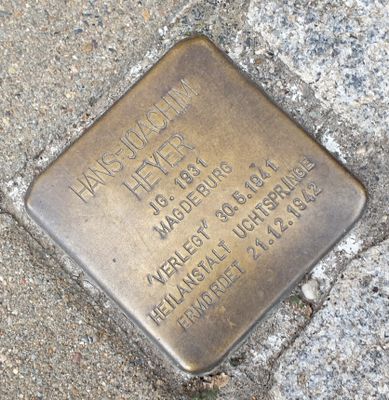 HANS-JOACHIM
HEYER
JG. 1931
MAGDEBURG
"VERLEGT" 30.5.1941
HEILANSTALT UCHTSPRINGE
ERMORDET 21.12.1942